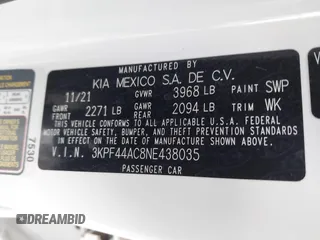 MANUFACTURED BY
KIA MEXICO S.A. DE C.V.
11/21 GVWR 3968 LB PAINT SWP
GAWR FRONT 2271 LB GAWR REAR 2094 LB TRIM WK
THIS VEHICLE CONFORMS TO ALL APPLICABLE U.S.A. FEDERAL
MOTOR VEHICLE SAFETY, BUMPER, AND THEFT PREVENTION STANDARDS
IN EFFECT ON THE DATE OF MANUFACTURE SHOWN ABOVE.
V.I.N. 3KPF44AC8NE438035
PASSENGER CAR
7530
DREAMBID